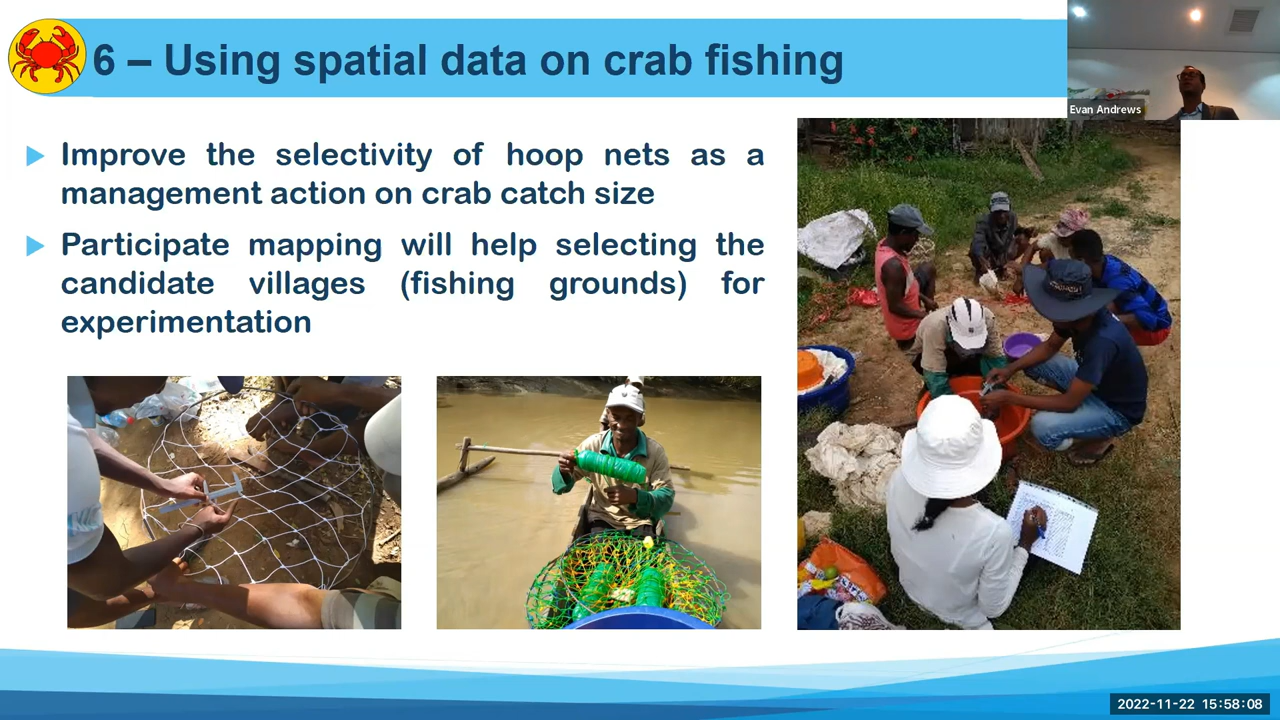 6 – Using spatial data on crab fishing
Evan Andrews
Improve the selectivity of hoop nets as a
management action on crab catch size
Participate mapping will help selecting the
candidate villages (fishing grounds) for
experimentation
2022-11-22 15:58:08